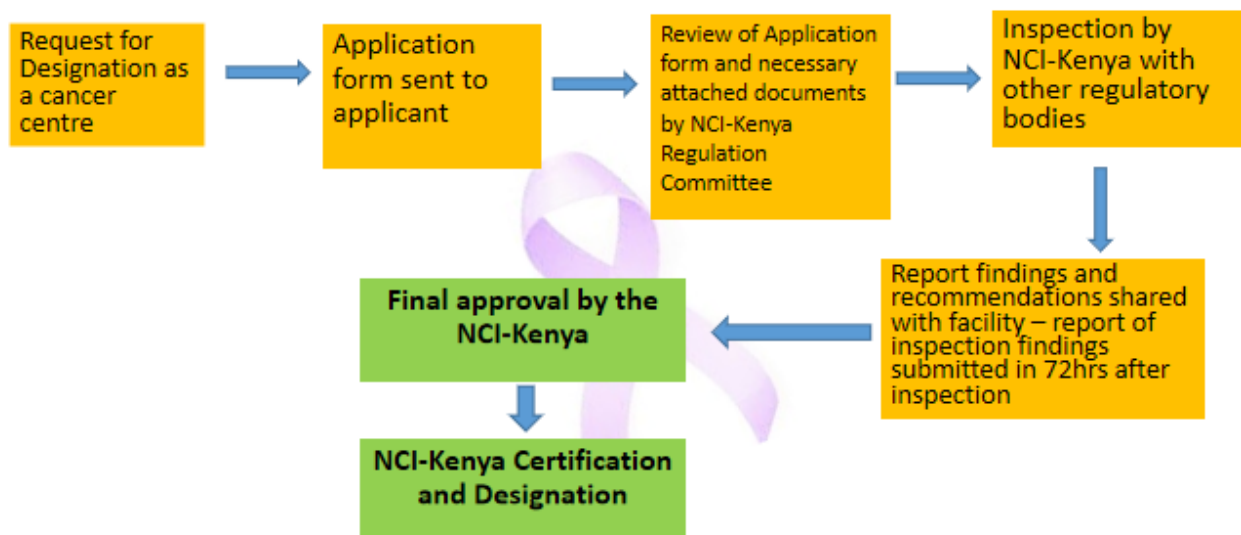 Request for
Designation as
a cancer
centre
Application
form sent to
applicant
Review of Application
form and necessary
attached documents
by NCI-Kenya
Regulation
Committee
Inspection by
NCI-Kenya with
other regulatory
bodies
Report findings and
recommendations shared
with facility – report of
inspection findings
submitted in 72hrs after
inspection
Final approval by the
NCI-Kenya
NCI-Kenya Certification
and Designation